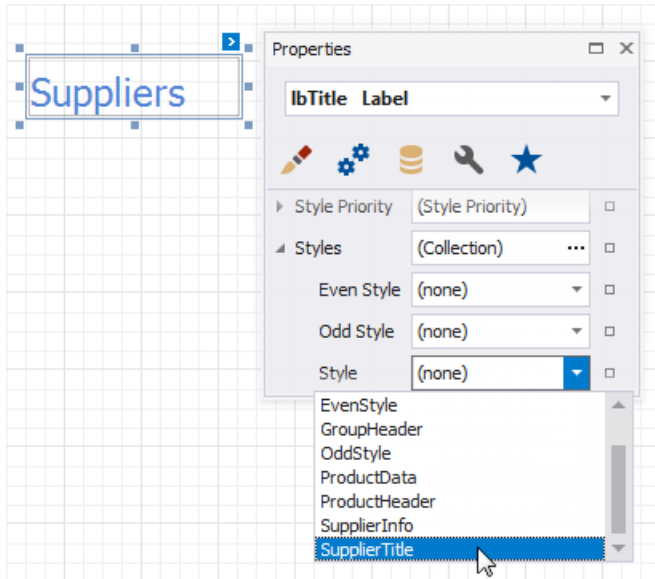 Suppliers
Properties
lbTitle Label
Style Priority (Style Priority)
Styles (Collection) ...
Even Style (none)
Odd Style (none)
Style (none)
EvenStyle
GroupHeader
OddStyle
ProductData
ProductHeader
SupplierInfo
SupplierTitle